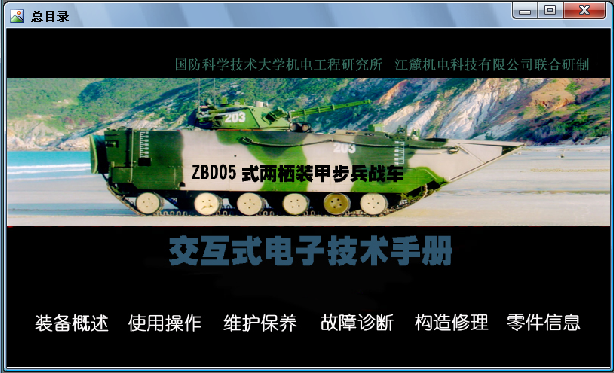 总目录
国防科学技术大学机电工程研究所 江麓机电科技有限公司联合研制
203
203
ZBD05 式两栖装甲步兵战车
交互式电子技术手册
装备概述 使用操作 维护保养 故障诊断 构造修理 零件信息